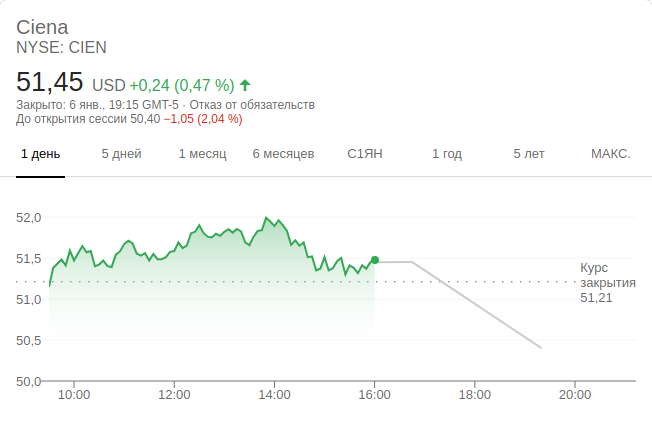 Ciena
NYSE: CIEN
51,45 USD +0,24 (0,47 %)
Закрыто: 6 янв., 19:15 GMT-5 · Отказ от обязательств
До открытия сессии 50,40 −1,05 (2,04 %)
1 день 5 дней 1 месяц 6 месяцев С1ЯН 1 год 5 лет МАКС.
52,0
51,5
51,0
50,5
50,0
Курс
закрытия
51,21
10:00 12:00 14:00 16:00 18:00 20:00